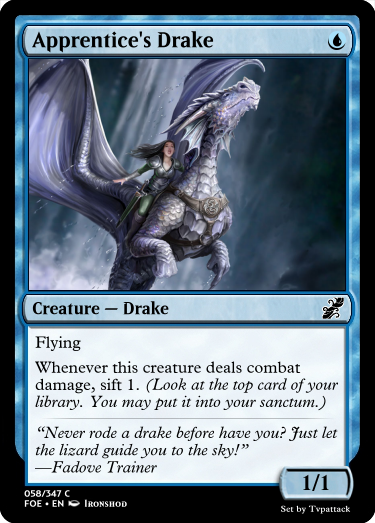 Apprentice's Drake
Creature — Drake
Flying
Whenever this creature deals combat
damage, sift 1. (Look at the top card of your
library. You may put it into your sanctum.)
“Never rode a drake before have you? Just let
the lizard guide you to the sky!”
—Fadove Trainer
1/1
058/347 C
FOE • EN Ironshod
Set by Tvpattack